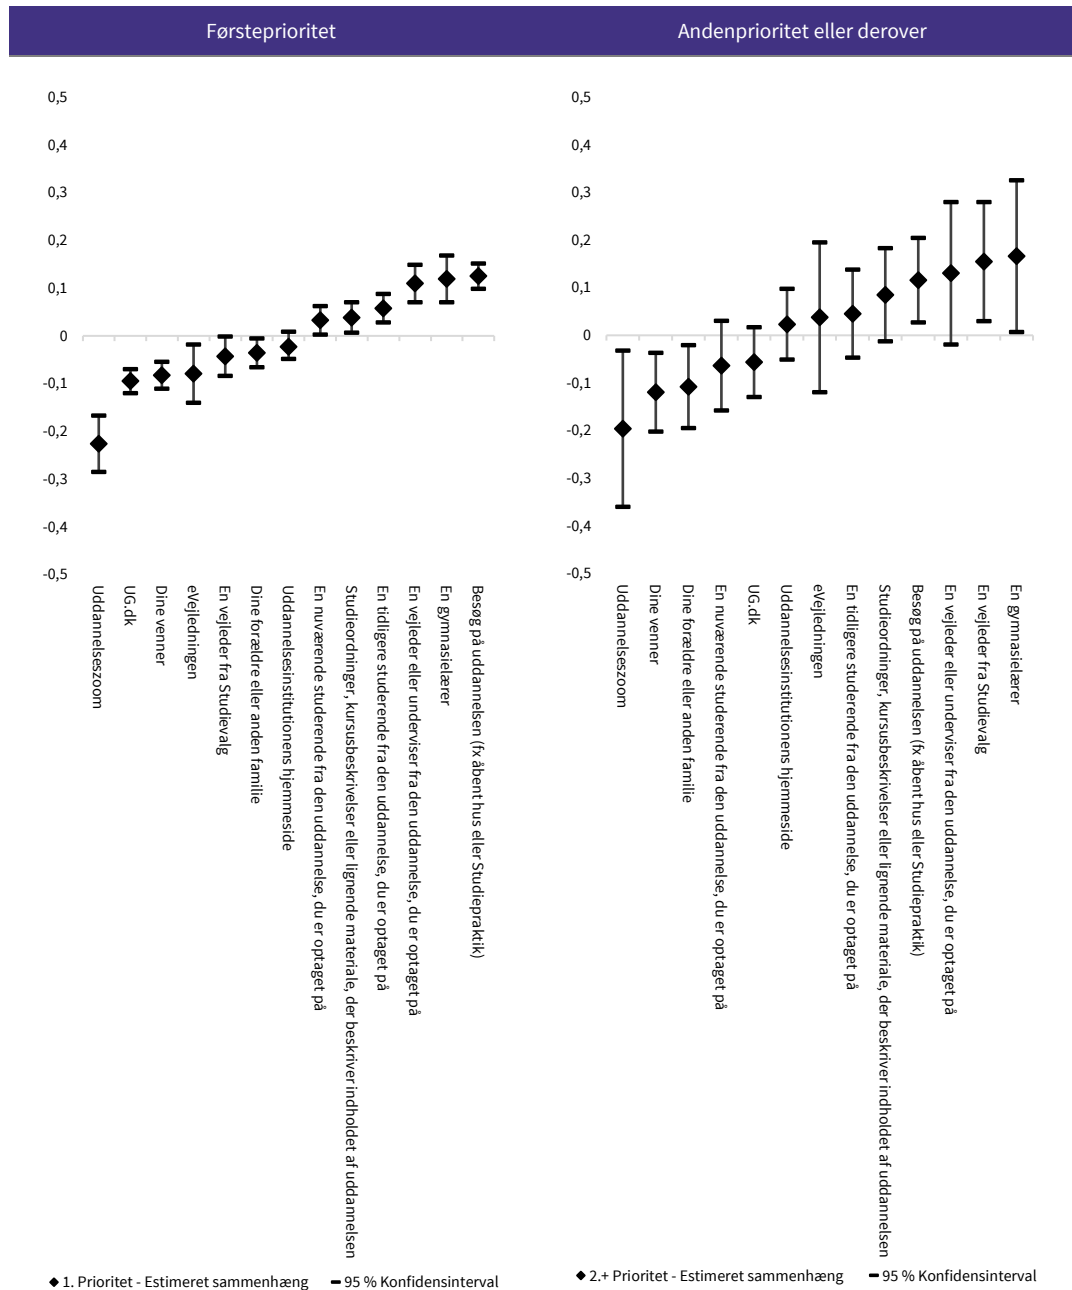 Førsteprioritet
Andenprioritet eller derover
0,5
0,4
0,3
0,2
0,1
0
-0,1
-0,2
-0,3
-0,4
-0,5
Uddannelseszoom
UG.dk
Dine venner
eVejledningen
En vejleder fra Studievalg
Dine forældre eller anden familie
Uddannelsesinstitutionens hjemmeside
En nuværende studerende fra den uddannelse, du er optaget på
Studieordninger, kursusbeskrivelser eller lignende materiale, der beskriver indholdet af uddannelsen
En tidligere studerende fra den uddannelse, du er optaget på
En vejleder eller underviser fra den uddannelse, du er optaget på
En gymnasielærer
Besøg på uddannelsen (fx åbent hus eller Studiepraktik)
1. Prioritet - Estimeret sammenhæng
95 % Konfidensinterval
0,5
0,4
0,3
0,2
0,1
0
-0,1
-0,2
-0,3
-0,4
-0,5
Uddannelseszoom
Dine venner
Dine forældre eller anden familie
En nuværende studerende fra den uddannelse, du er optaget på
UG.dk
Uddannelsesinstitutionens hjemmeside
eVejledningen
En tidligere studerende fra den uddannelse, du er optaget på
Studieordninger, kursusbeskrivelser eller lignende materiale, der beskriver indholdet af uddannelsen
Besøg på uddannelsen (fx åbent hus eller Studiepraktik)
En vejleder eller underviser fra den uddannelse, du er optaget på
En vejleder fra Studievalg
En gymnasielærer
2.+ Prioritet - Estimeret sammenhæng
95 % Konfidensinterval